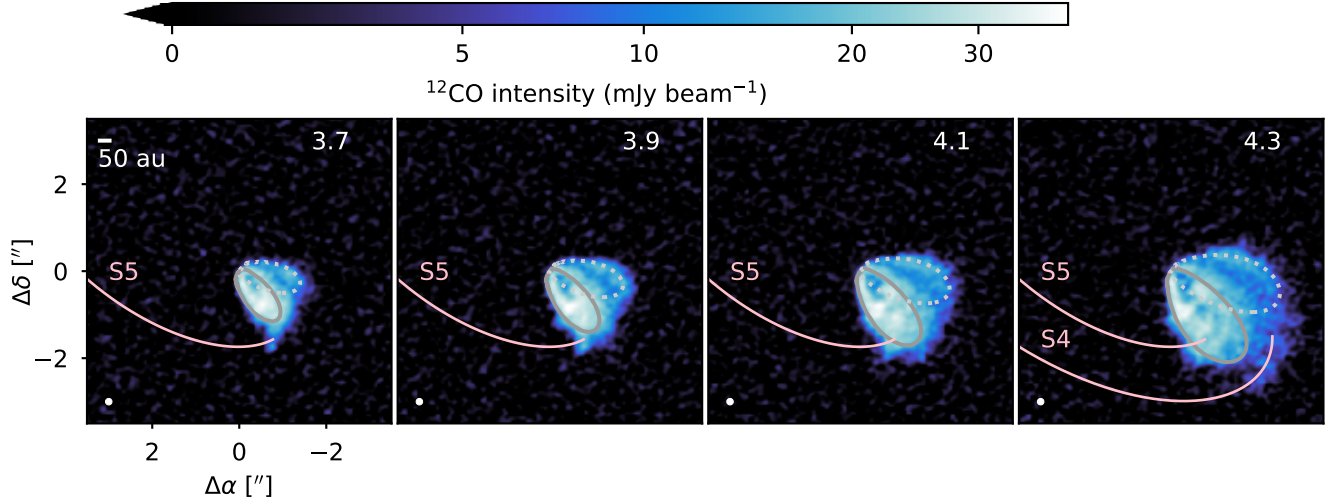 0 5 10 20 30
¹²CO intensity (mJy beam⁻¹)
3.7 3.9 4.1 4.3
50 au
2
0
−2
Δδ [″]
S5 S5 S5 S5
S4
2 0 −2
Δα [″]